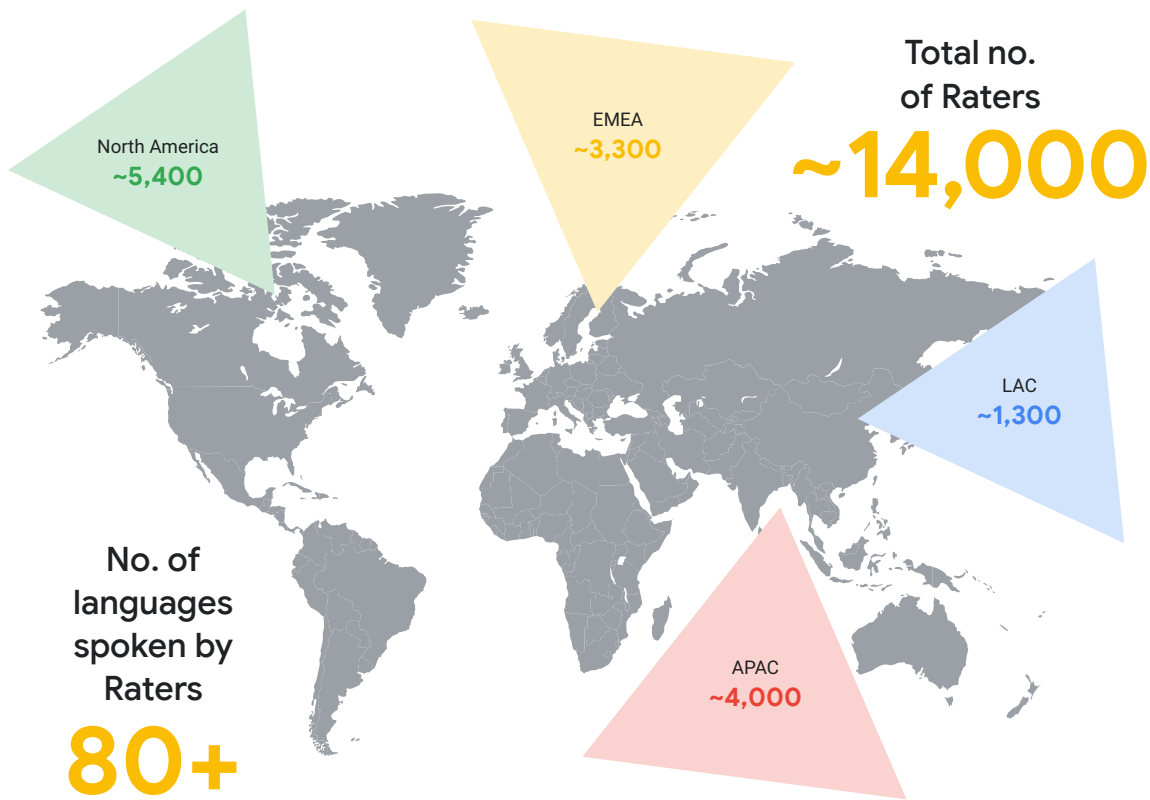 North America
~5,400
EMEA
~3,300
Total no.
of Raters
~14,000
LAC
~1,300
No. of
languages
spoken by
Raters
80+
APAC
~4,000